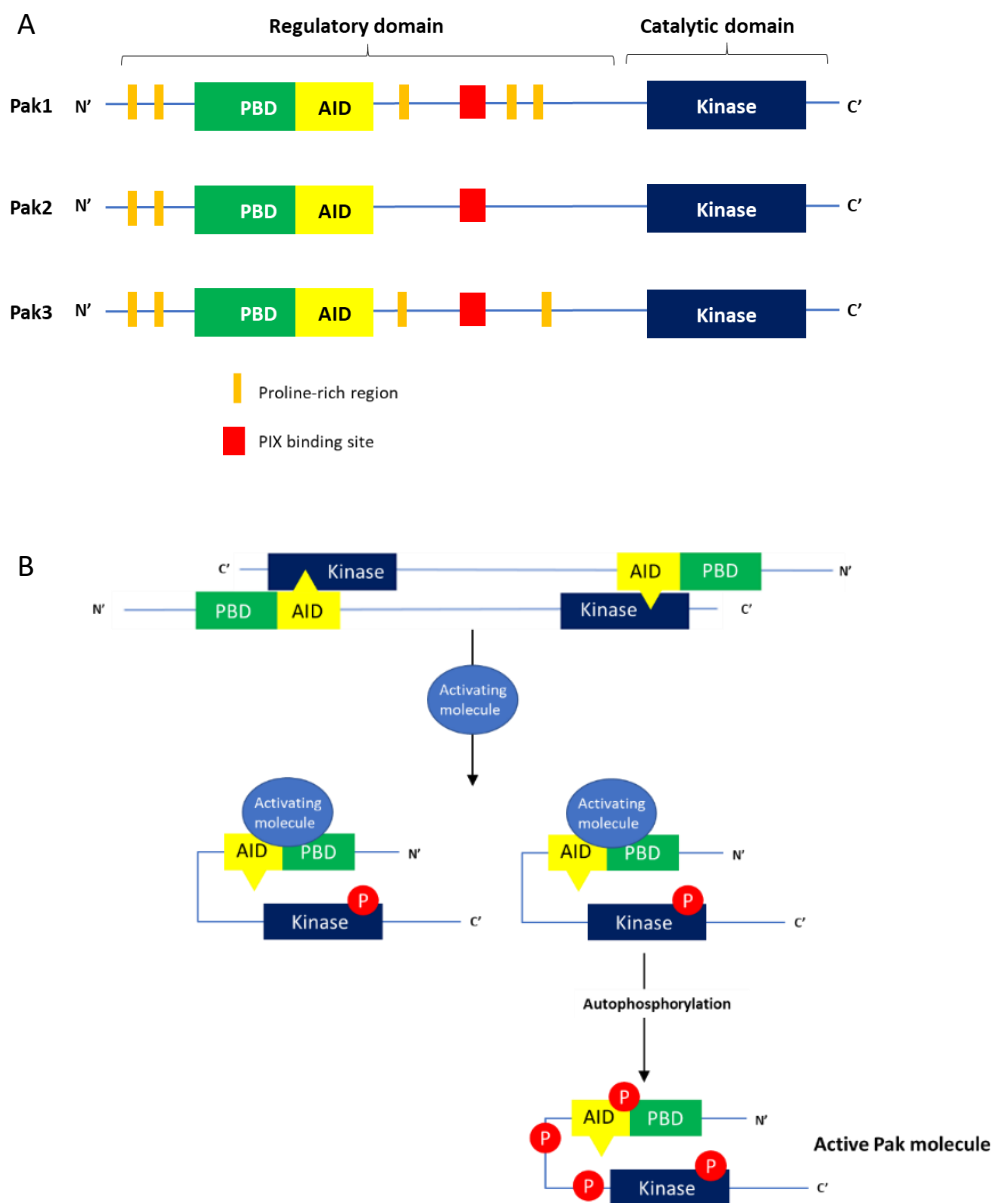 A
Regulatory domain
Catalytic domain
Pak1 N’ PBD AID Kinase C’
Pak2 N’ PBD AID Kinase C’
Pak3 N’ PBD AID Kinase C’
Proline-rich region
PIX binding site
B
C’ Kinase AID PBD N’
N’ PBD AID Kinase C’
Activating
molecule
Activating
molecule
AID PBD N’
P
Kinase C’
Activating
molecule
AID PBD N’
P
Kinase C’
Autophosphorylation
P
AID PBD N’
P
Active Pak molecule
P
P
Kinase C’